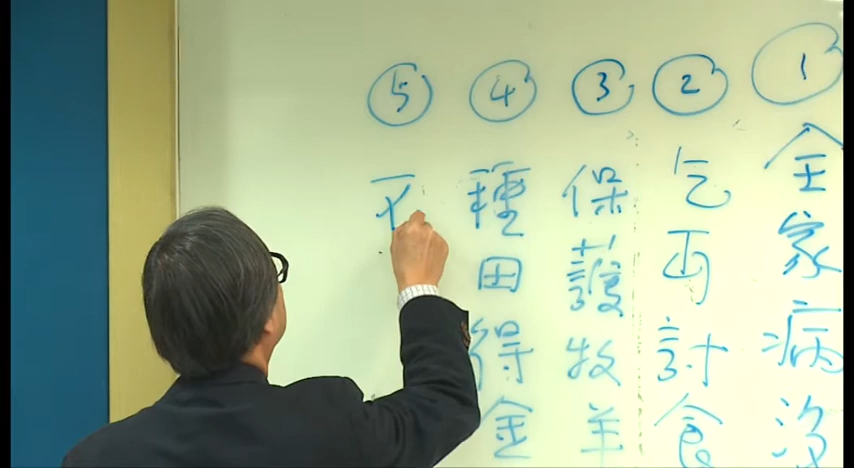 ① 全家病沒
② 乞丐討食
③ 保護牧羊
④ 種田得金
⑤